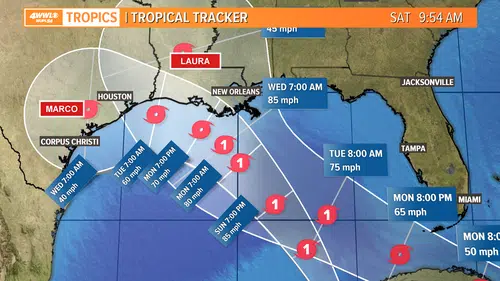 4WWL TROPICS | TROPICAL TRACKER
SAT 9:54 AM
45 mph
LAURA
HOUSTON
NEW ORLEANS
WED 7:00 AM
85 mph
JACKSONVILLE
MARCO
CORPUS CHRISTI
WED 7:00 AM
40 mph
TUE 7:00 AM
60 mph
MON 7:00 PM
70 mph
MON 7:00 AM
80 mph
SUN 7:00 PM
85 mph
1
1
1
1
1
TUE 8:00 AM
75 mph
TAMPA
MON 8:00 PM
65 mph
MIAMI
MON 8:00 AM
50 mph